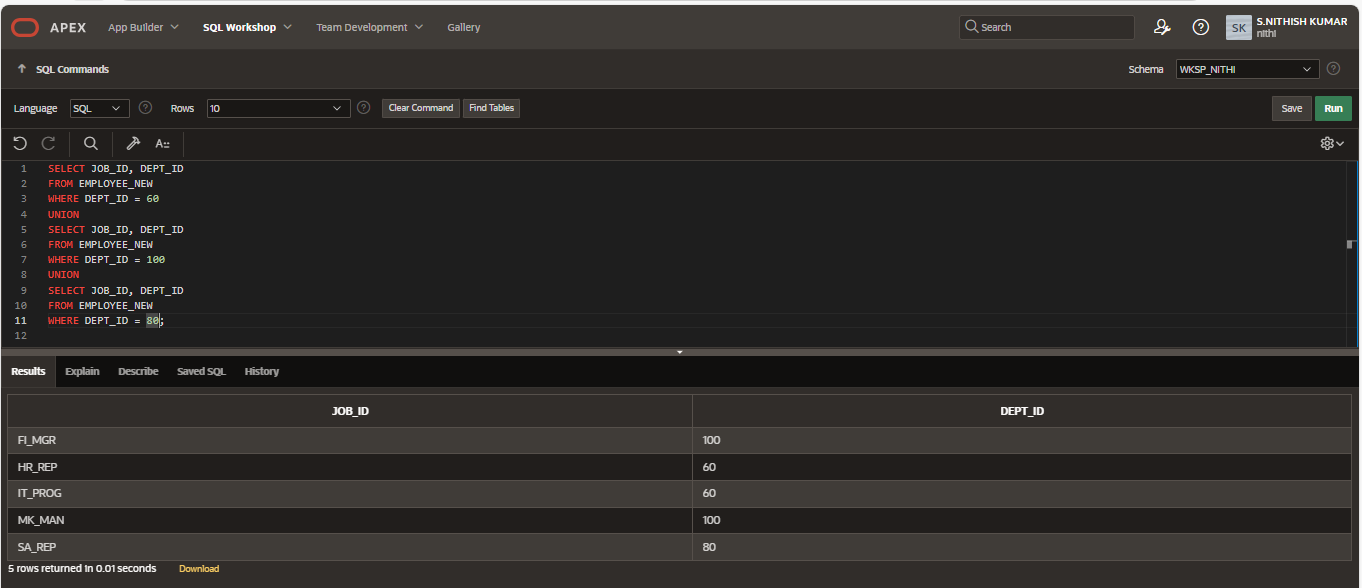 APEX App Builder SQL Workshop Team Development Gallery Search SK S.NITHISH KUMAR
nithi
SQL Commands Schema WKSP_NITHI
Language SQL Rows 10 Clear Command Find Tables Save Run
A::
1 SELECT JOB_ID, DEPT_ID
2 FROM EMPLOYEE_NEW
3 WHERE DEPT_ID = 60
4 UNION
5 SELECT JOB_ID, DEPT_ID
6 FROM EMPLOYEE_NEW
7 WHERE DEPT_ID = 100
8 UNION
9 SELECT JOB_ID, DEPT_ID
10 FROM EMPLOYEE_NEW
11 WHERE DEPT_ID = 80;
12
Results Explain Describe Saved SQL History
JOB_ID DEPT_ID
FI_MGR 100
HR_REP 60
IT_PROG 60
MK_MAN 100
SA_REP 80
5 rows returned in 0.01 seconds Download